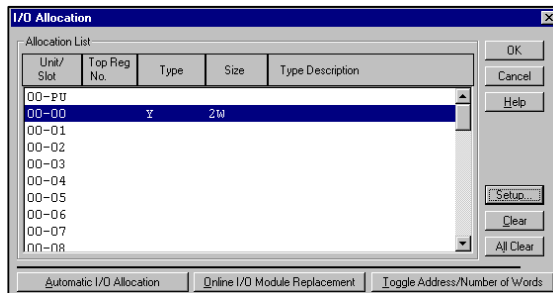 I/O Allocation
Allocation List
Unit/ Slot Top Reg No. Type Size Type Description
00-PU
00-00 Y 2W
00-01
00-02
00-03
00-04
00-05
00-06
00-07
00-08
OK
Cancel
Help
Setup...
Clear
All Clear
Automatic I/O Allocation Online I/O Module Replacement Toggle Address/Number of Words